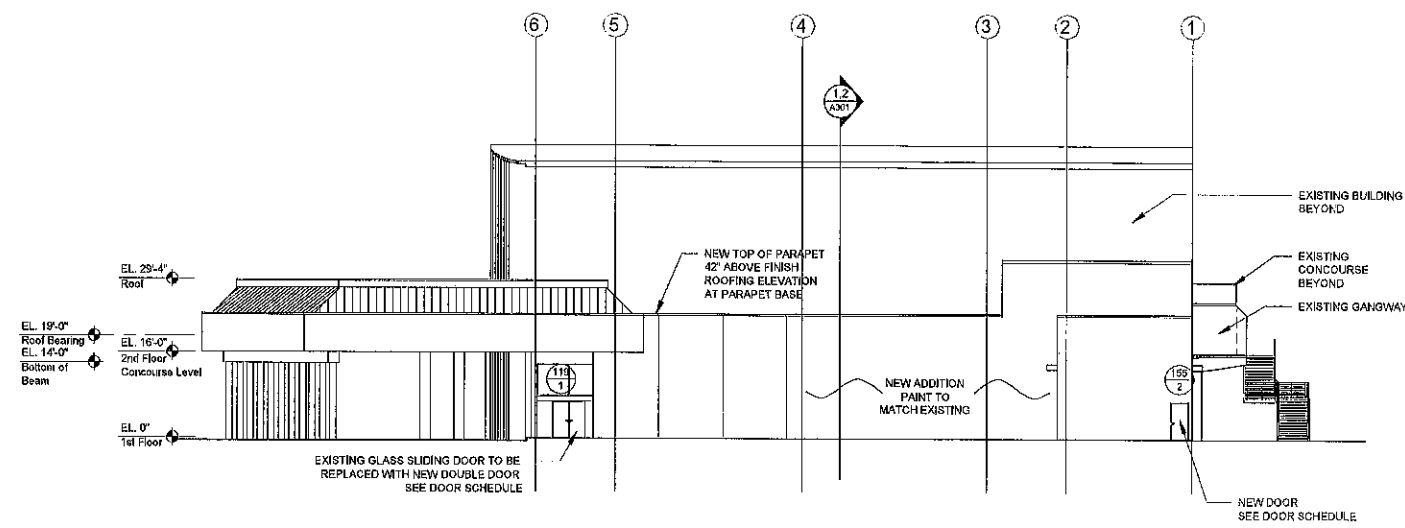 6
5
4
3
2
1
1,2
A301
EXISTING BUILDING
BEYOND
NEW TOP OF PARAPET
42" ABOVE FINISH
ROOFING ELEVATION
AT PARAPET BASE
EXISTING
CONCOURSE
BEYOND
EXISTING GANGWAY
EL. 29'-4"
Roof
EL. 19'-0"
Roof Bearing
EL. 16'-0"
2nd Floor
Concourse Level
EL. 14'-0"
Bottom of
Beam
119
1
155
2
NEW ADDITION
PAINT TO
MATCH EXISTING
EL. 0"
1st Floor
EXISTING GLASS SLIDING DOOR TO BE
REPLACED WITH NEW DOUBLE DOOR
SEE DOOR SCHEDULE
NEW DOOR
SEE DOOR SCHEDULE